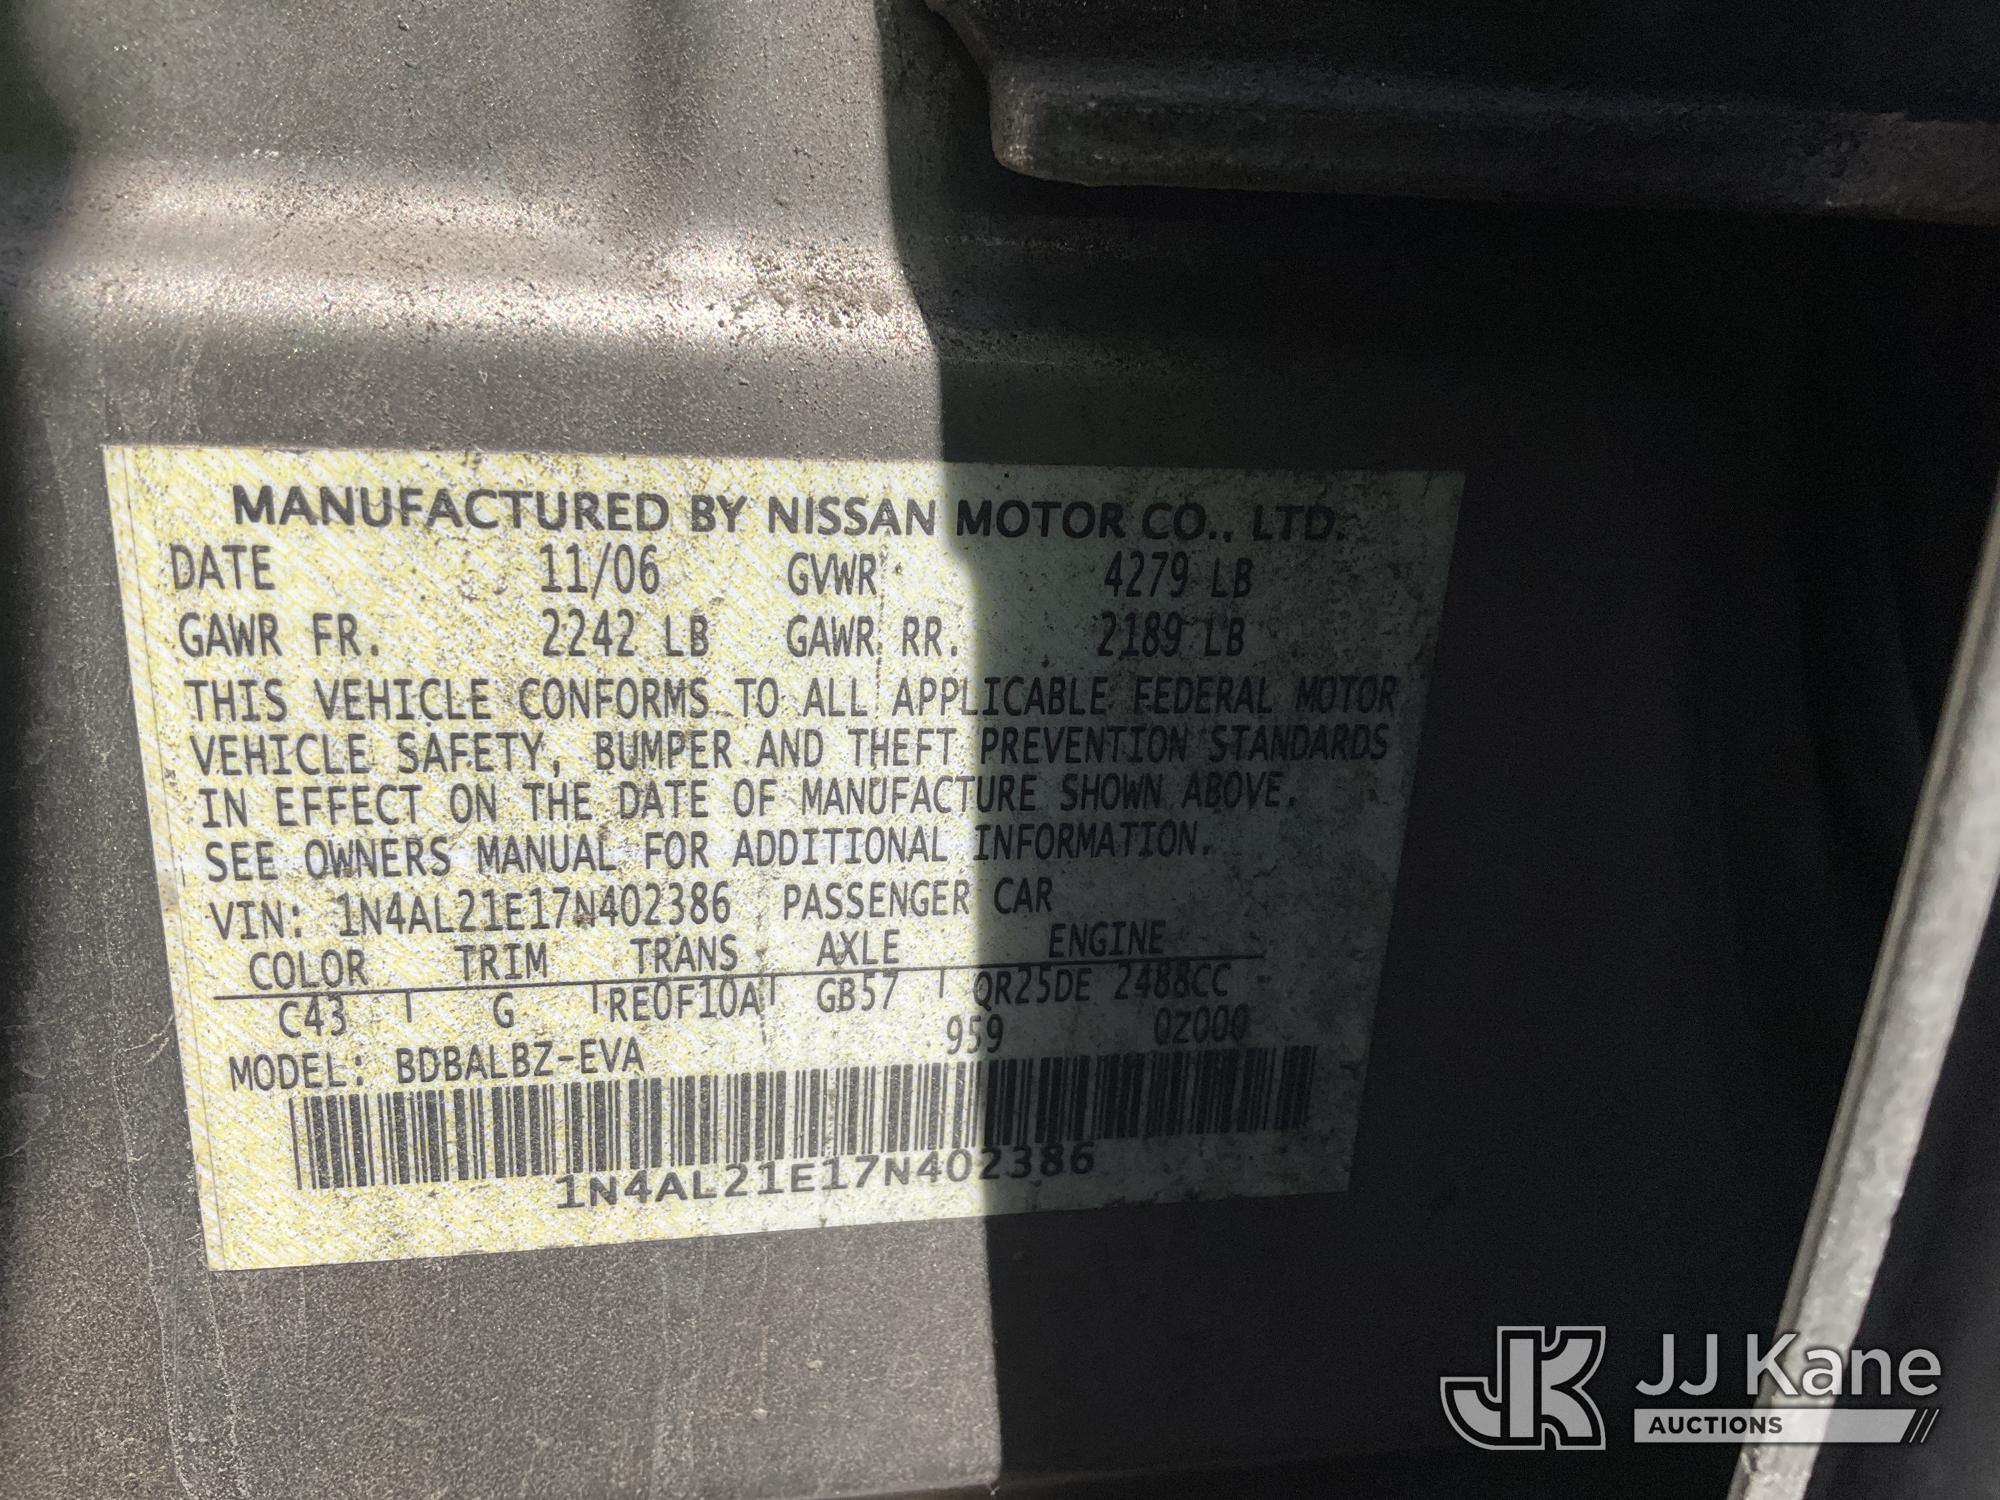 MANUFACTURED BY NISSAN MOTOR CO., LTD.
DATE 11/06 GVWR 4279 LB
GAWR FR. 2242 LB GAWR RR. 2189 LB
THIS VEHICLE CONFORMS TO ALL APPLICABLE FEDERAL MOTOR
VEHICLE SAFETY, BUMPER AND THEFT PREVENTION STANDARDS
IN EFFECT ON THE DATE OF MANUFACTURE SHOWN ABOVE.
SEE OWNERS MANUAL FOR ADDITIONAL INFORMATION.
VIN: 1N4AL21E17N402386 PASSENGER CAR
COLOR TRIM TRANS AXLE ENGINE
C43 G RE0F10A GB57 QR25DE 2488CC
959 0Z000
MODEL: BDBALBZ-EVA
1N4AL21E17N402386
JK JJ Kane
AUCTIONS